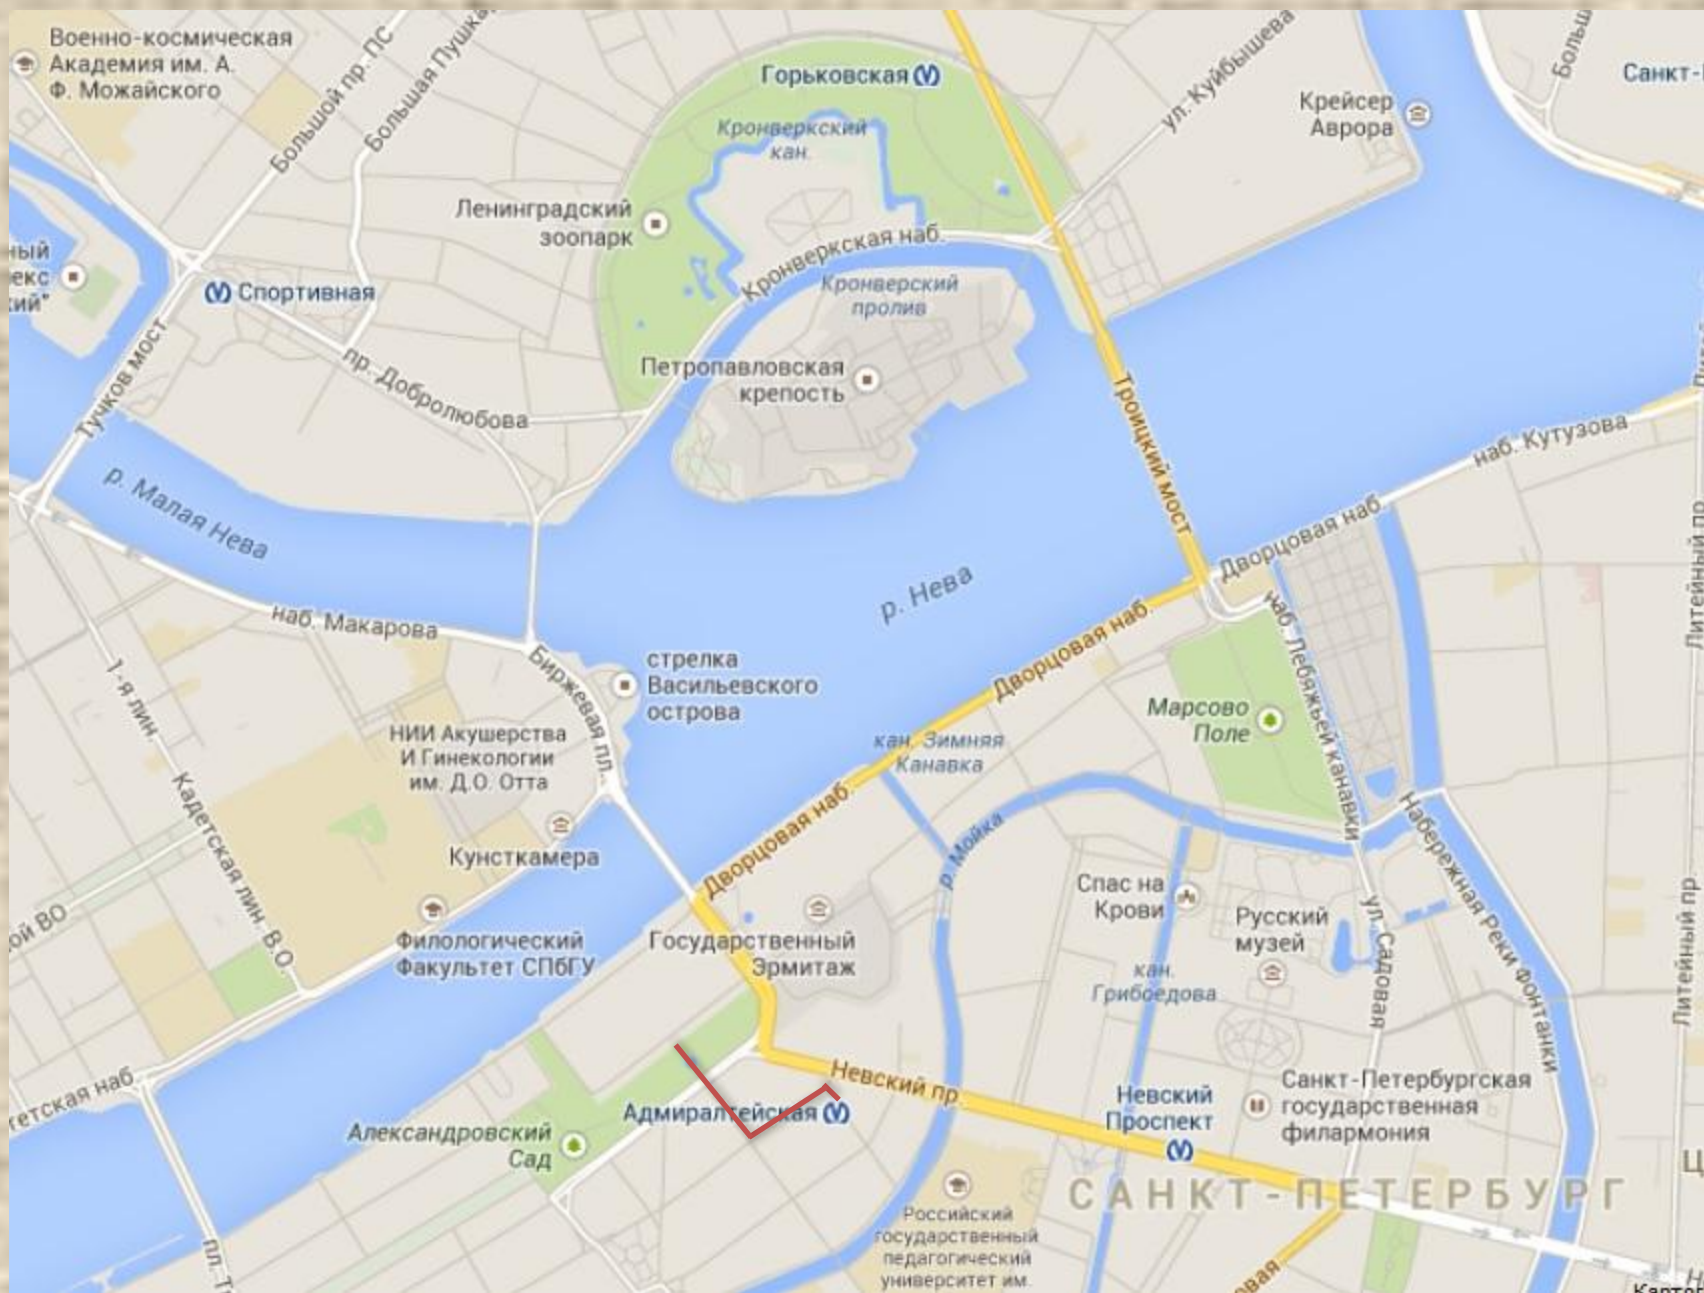 Военно-космическая
Академия им. А.
Ф. Можайского
Большой пр. ПС
Большая
Горьковская
Кронверкский
кан.
ул. Куйбышева
Крейсер
Аврора
Ленинградский
зоопарк
Кронверкская наб.
Кронверский
пролив
Спортивная
Тучков мост
пр. Добролюбова
Петропавловская
крепость
Троицкий мост
наб. Кутузова
Дворцовая наб
р. Малая Нева
р. Нева
наб. Макарова
Дворцовая наб.
наб. Лебяжьей канавки
Литейный пр
1-я лин.
Биржевая пл.
стрелка
Васильевского
острова
Марсово
Поле
НИИ Акушерства
И Гинекологии
им. Д.О. Отта
кан. Зимняя
Канавка
Дворцовая наб
Кадетская лин. В.О.
Кунсткамера
р. Мойка
Набережная Реки Фонтанки
Спас на
Крови
Русский
музей
ул. Садовая
Литейный пр
Филологический
Факультет СПбГУ
Государственный
Эрмитаж
кан.
Грибоедова
Невский пр.
Адмиралтейская
Невский
Проспект
Санкт-Петербургская
государственная
филармония
Александровский
Сад
САНКТ-ПЕТЕРБУРГ
Российский
государственный
педагогический
университет им.